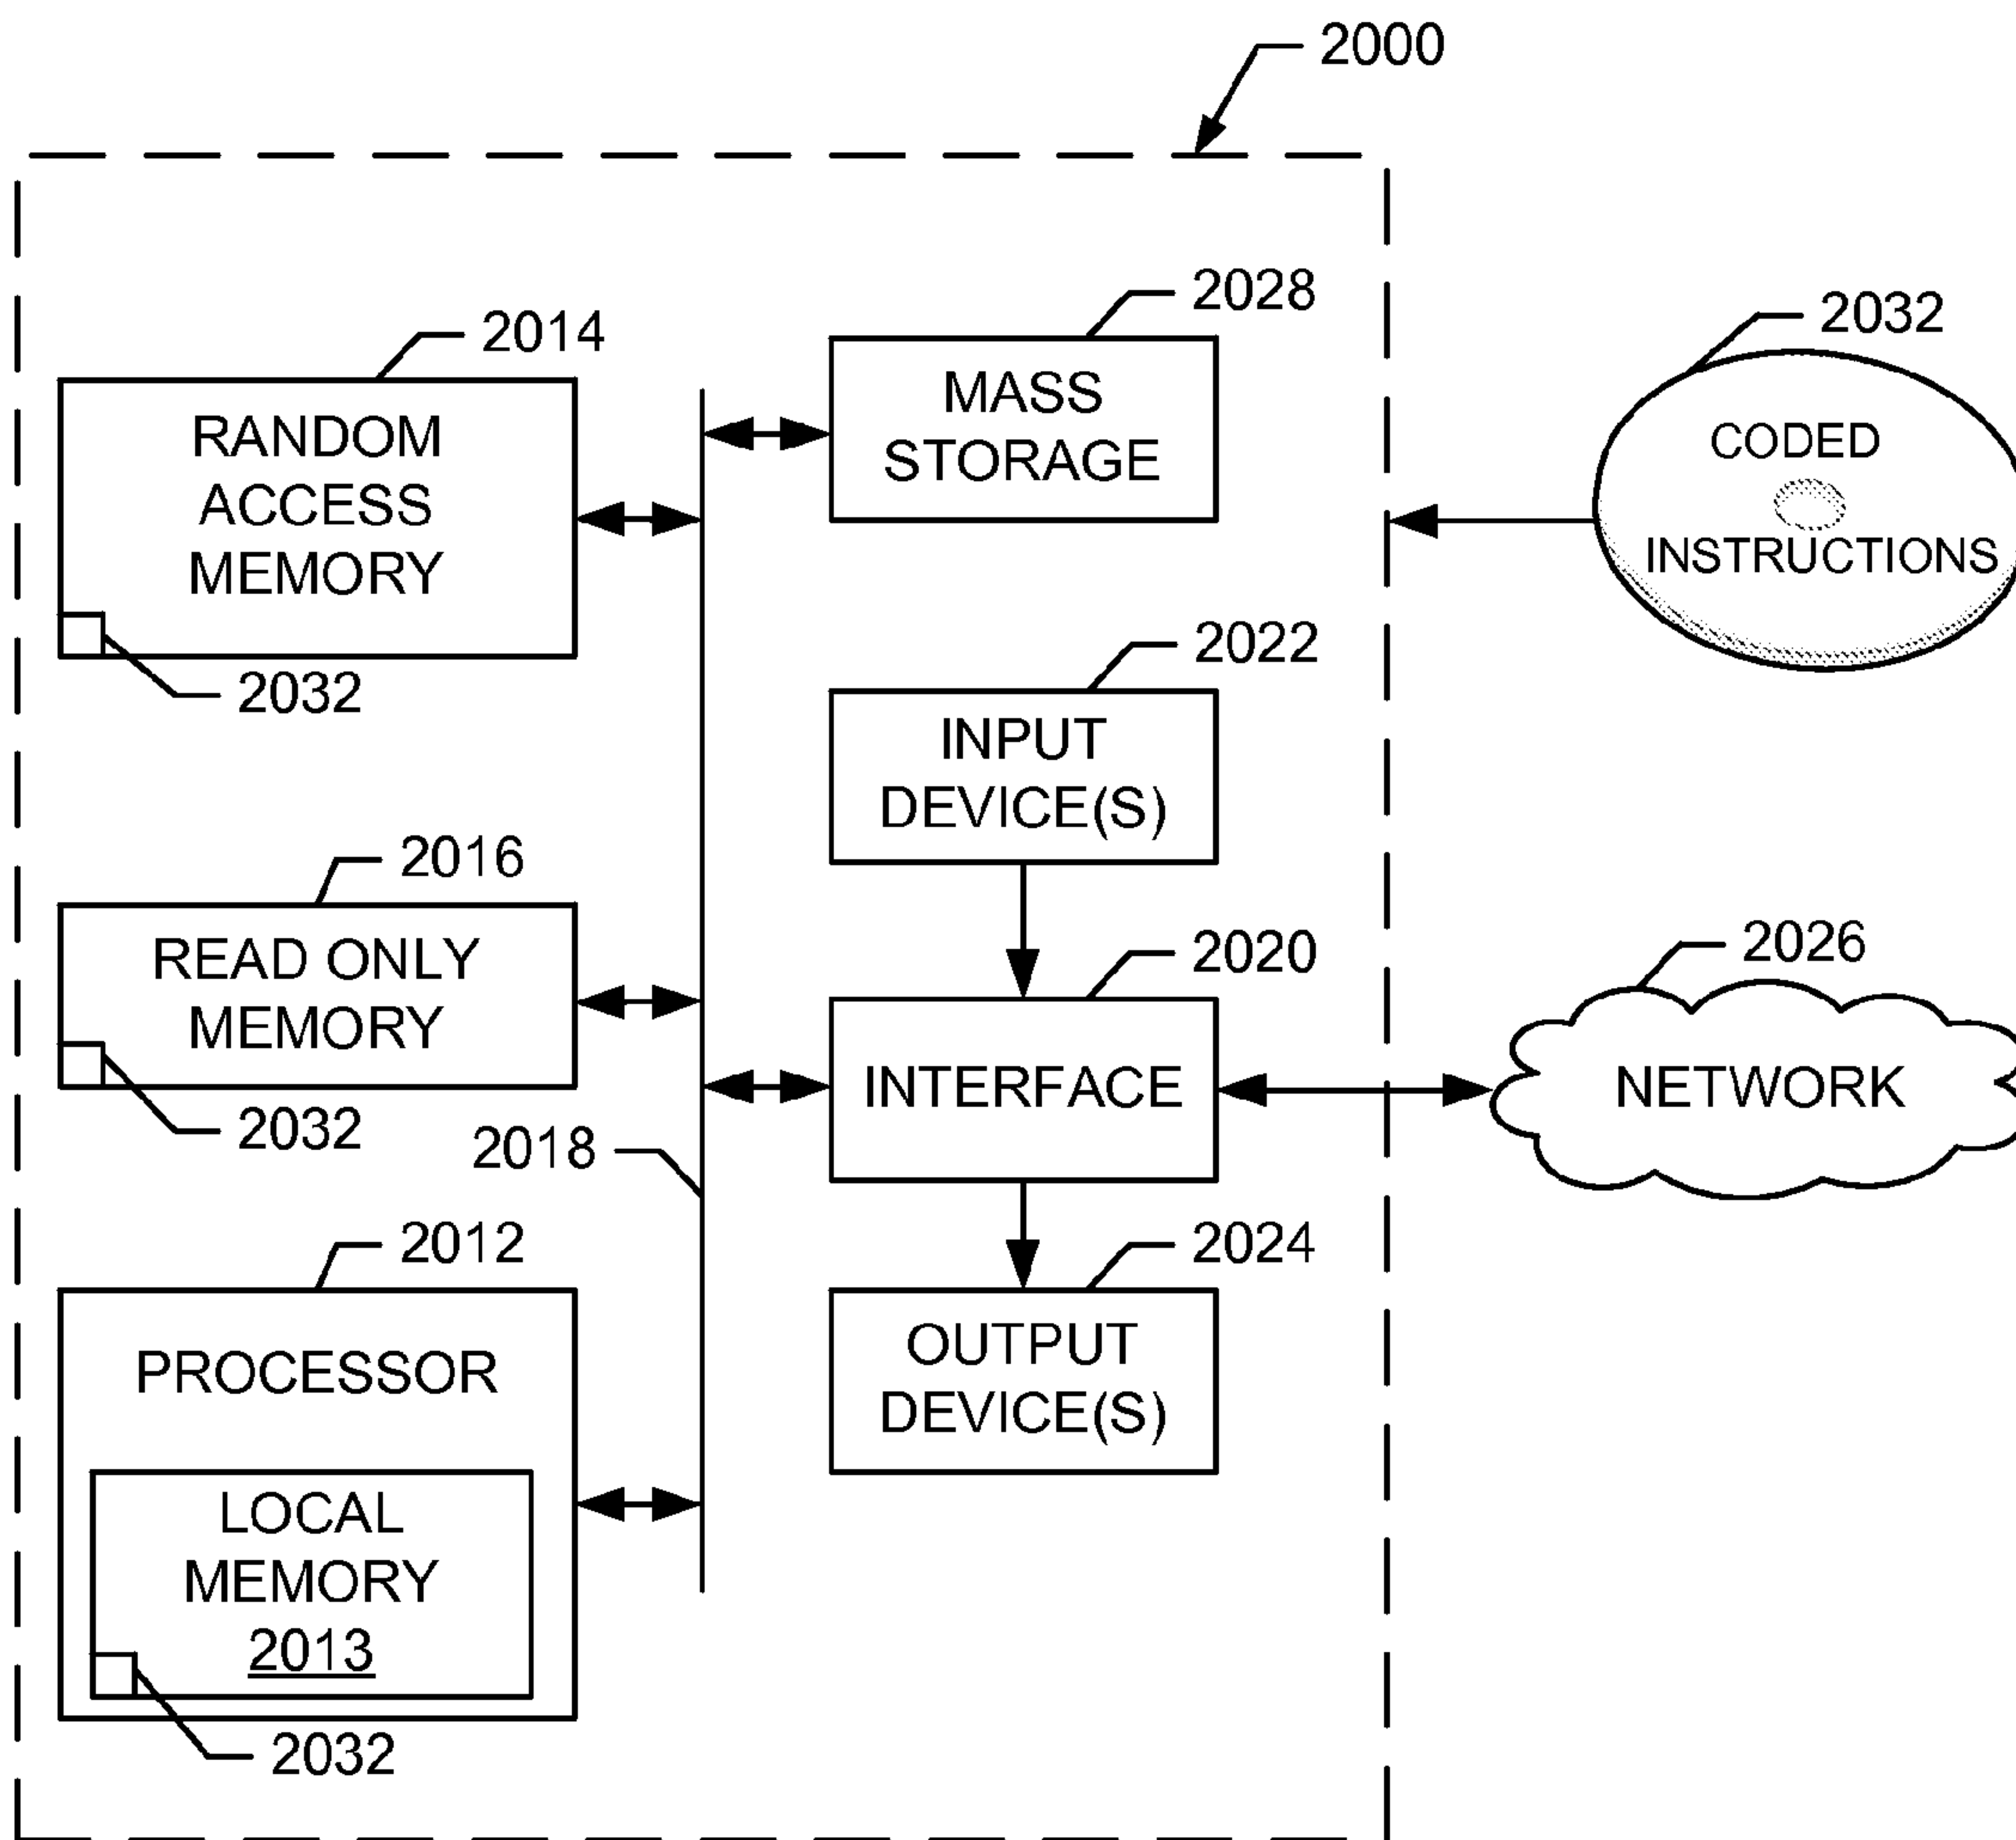 2000
2028
2014
2032
MASS
STORAGE
RANDOM
ACCESS
MEMORY
CODED
INSTRUCTIONS
2022
2032
INPUT
DEVICE(S)
2016
2020
2026
READ ONLY
MEMORY
INTERFACE
NETWORK
2032
2018
2012
2024
PROCESSOR
OUTPUT
DEVICE(S)
LOCAL
MEMORY
2013
2032